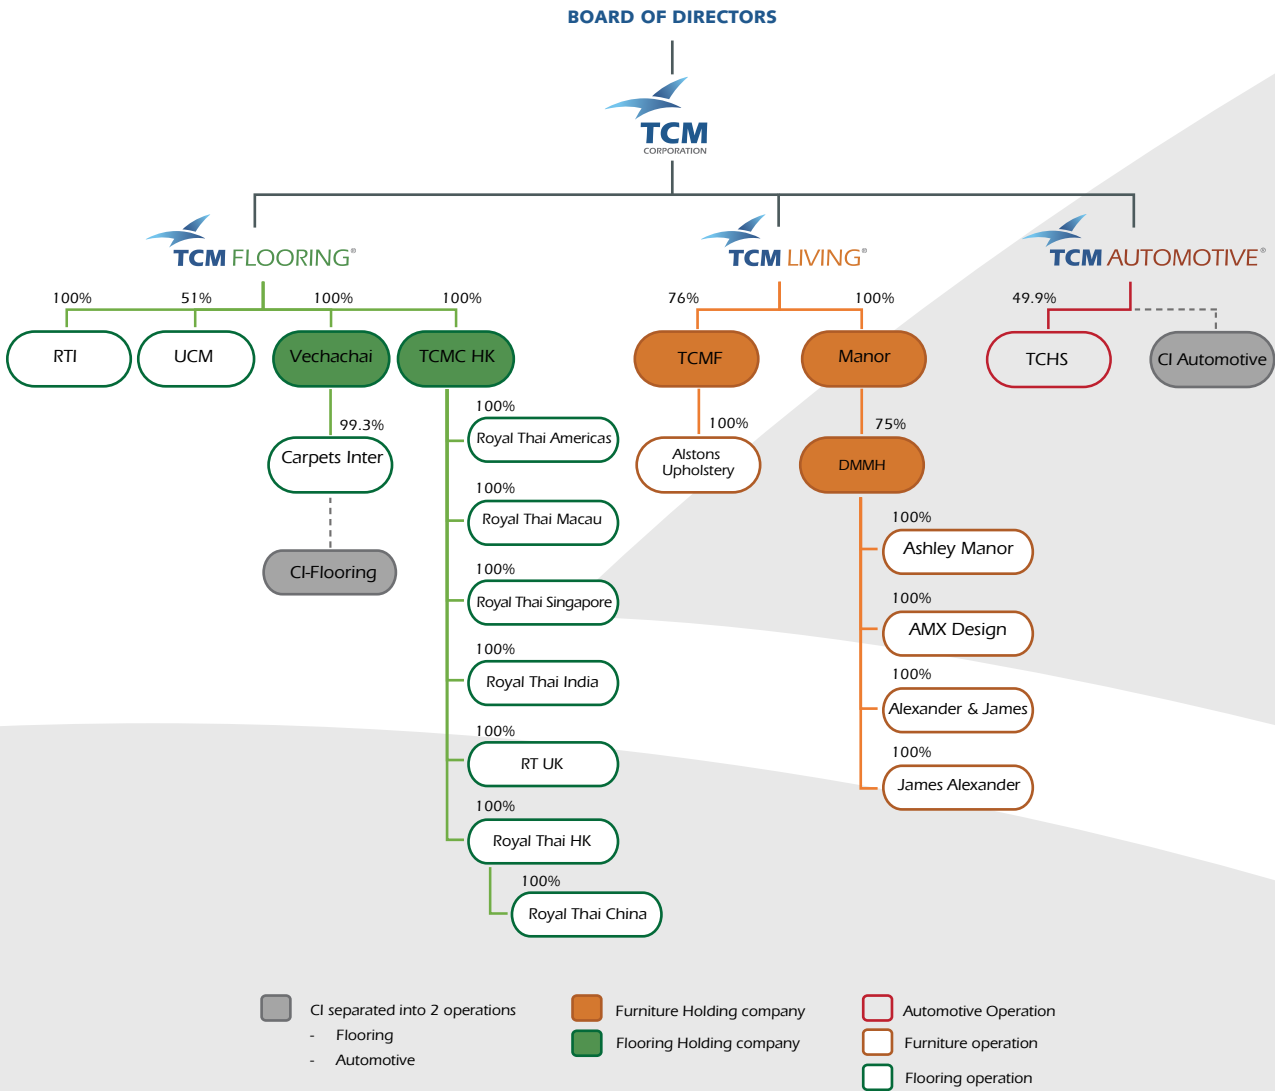 BOARD OF DIRECTORS
TCM
CORPORATION
TCM FLOORING®
TCM LIVING®
TCM AUTOMOTIVE®
100%
51%
100%
100%
76%
100%
49.9%
RTI
UCM
Vechachai
TCMC HK
TCMF
Manor
TCHS
CI Automotive
99.3%
Carpets Inter
CI-Flooring
100%
Royal Thai Americas
100%
Royal Thai Macau
100%
Royal Thai Singapore
100%
Royal Thai India
100%
RT UK
100%
Royal Thai HK
100%
Royal Thai China
100%
Alstons
Upholstery
75%
DMMH
100%
Ashley Manor
100%
AMX Design
100%
Alexander & James
100%
James Alexander
CI separated into 2 operations
- Flooring
- Automotive
Furniture Holding company
Flooring Holding company
Automotive Operation
Furniture operation
Flooring operation